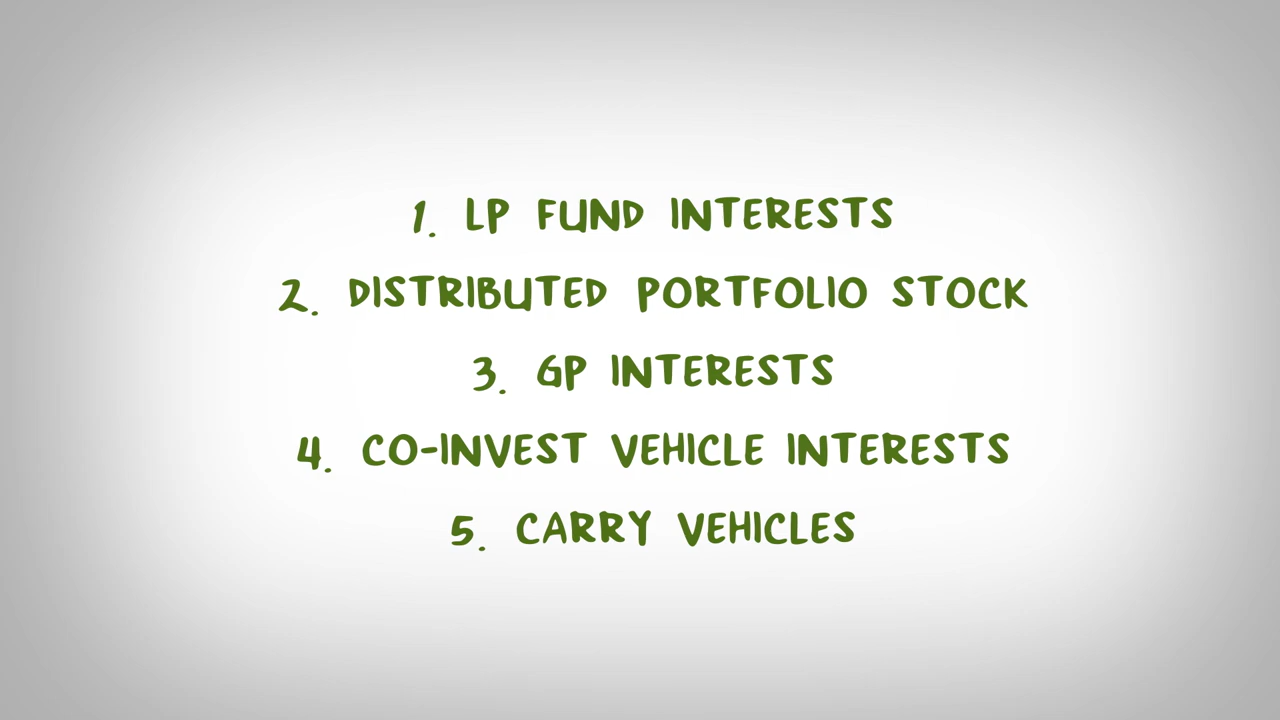 1. LP FUND INTERESTS
2. DISTRIBUTED PORTFOLIO STOCK
3. GP INTERESTS
4. CO-INVEST VEHICLE INTERESTS
5. CARRY VEHICLES